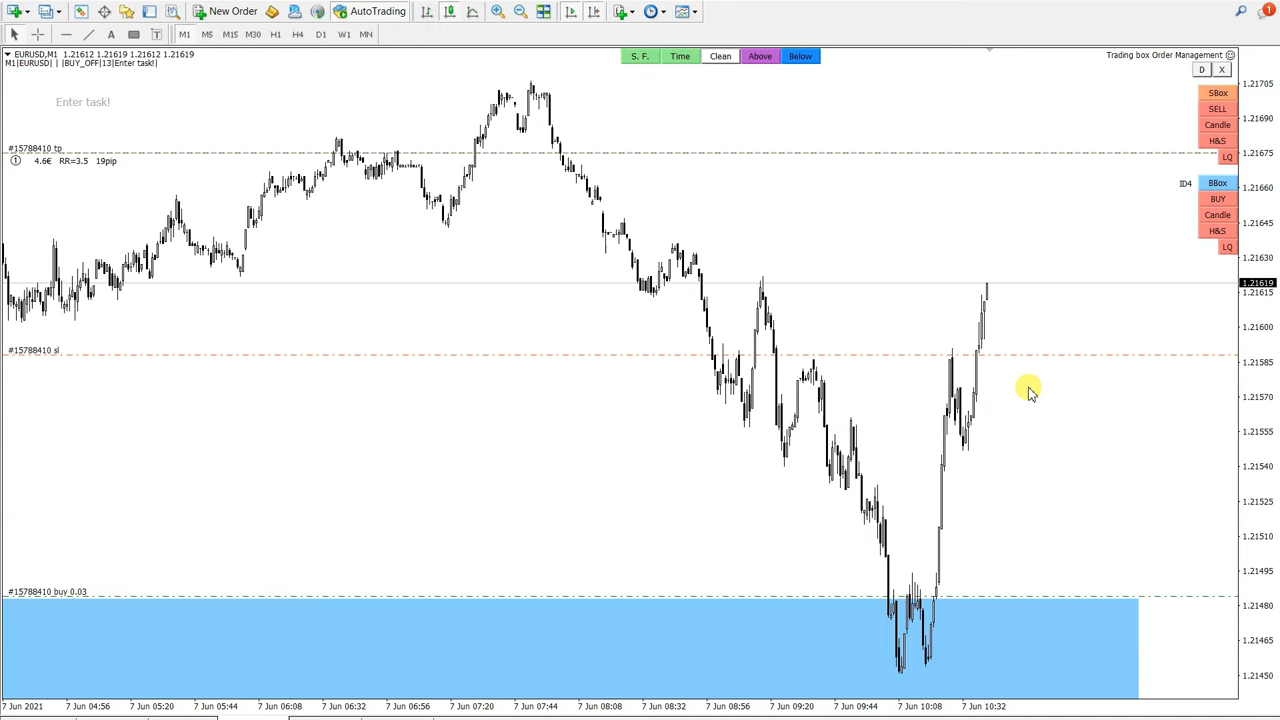 New Order
AutoTrading
1
M1 M5 M15 M30 H1 H4 D1 W1 MN
EURUSD,M1 1.21612 1.21619 1.21612 1.21619
M1|EURUSD| | |BUY_OFF|13|Enter task!|
S. F. Time Clean Above Below
Trading box Order Management
D X
Enter task!
SBox
SELL
Candle
H&S
LQ
ID4 BBox
BUY
Candle
H&S
LQ
#15788410 tp
1 4.6€ RR=3.5 19pip
#15788410 sl
#15788410 buy 0.03
1.21705
1.21690
1.21675
1.21660
1.21645
1.21630
1.21619
1.21615
1.21600
1.21585
1.21570
1.21555
1.21540
1.21525
1.21510
1.21495
1.21480
1.21465
1.21450
7 Jun 2021 7 Jun 04:56 7 Jun 05:20 7 Jun 05:44 7 Jun 06:08 7 Jun 06:32 7 Jun 06:56 7 Jun 07:20 7 Jun 07:44 7 Jun 08:08 7 Jun 08:32 7 Jun 08:56 7 Jun 09:20 7 Jun 09:44 7 Jun 10:08 7 Jun 10:32